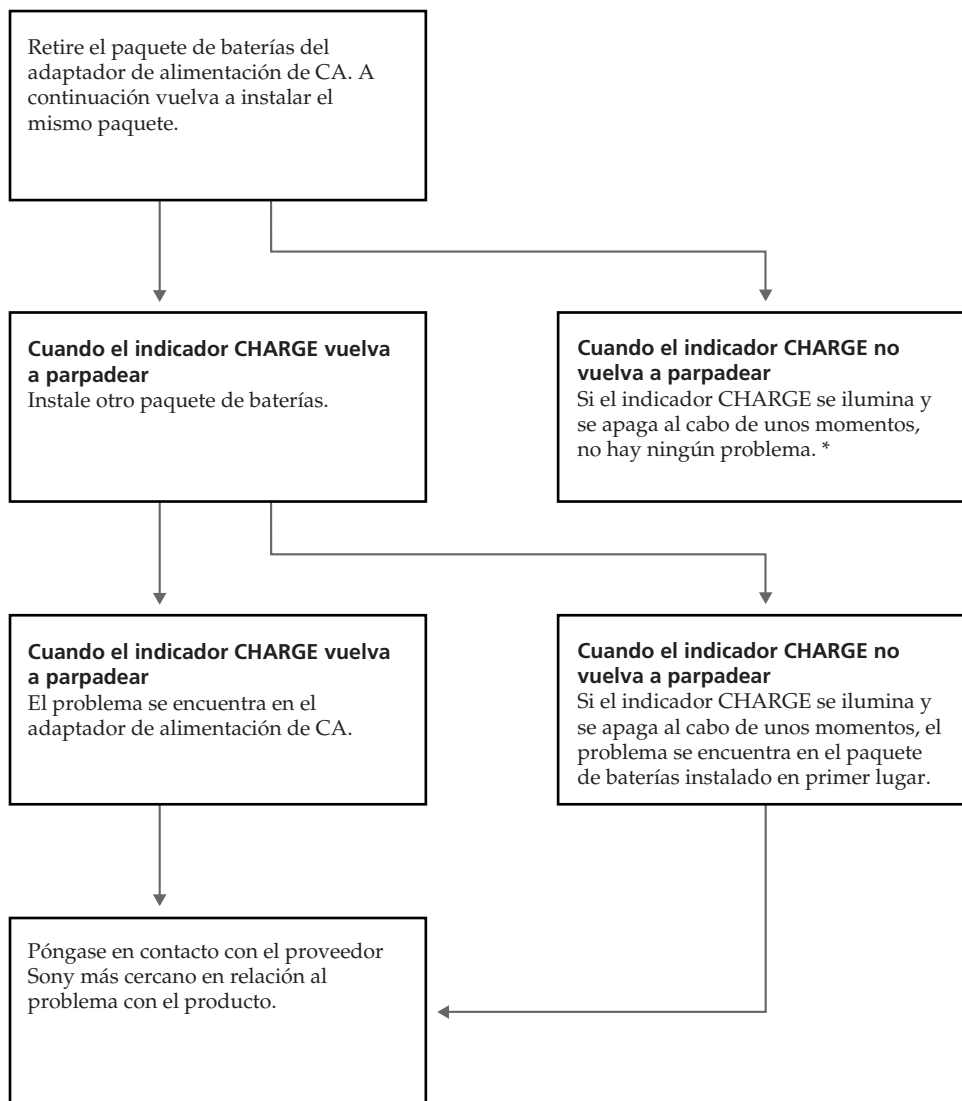 Retire el paquete de baterías del
adaptador de alimentación de CA. A
continuación vuelva a instalar el
mismo paquete.
Cuando el indicador CHARGE vuelva
a parpadear
Instale otro paquete de baterías.
Cuando el indicador CHARGE no
vuelva a parpadear
Si el indicador CHARGE se ilumina y
se apaga al cabo de unos momentos,
no hay ningún problema. *
Cuando el indicador CHARGE vuelva
a parpadear
El problema se encuentra en el
adaptador de alimentación de CA.
Cuando el indicador CHARGE no
vuelva a parpadear
Si el indicador CHARGE se ilumina y
se apaga al cabo de unos momentos, el
problema se encuentra en el paquete
de baterías instalado en primer lugar.
Póngase en contacto con el proveedor
Sony más cercano en relación al
problema con el producto.